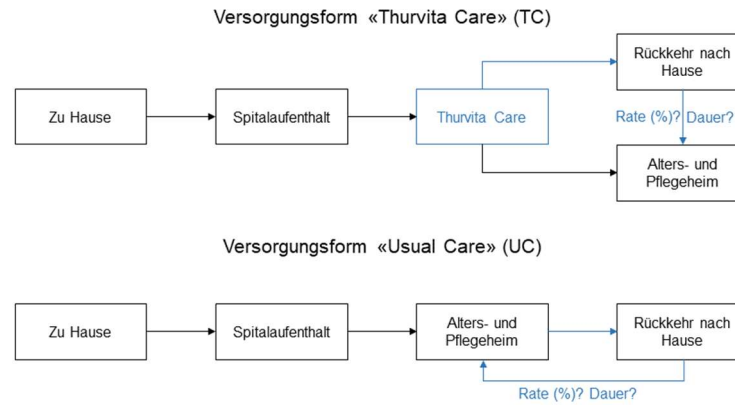 Versorgungsform «Thurvita Care» (TC)
Zu Hause
Spitalaufenthalt
Thurvita Care
Rückkehr nach
Hause
Rate (%)? Dauer?
Alters- und
Pflegeheim
Versorgungsform «Usual Care» (UC)
Zu Hause
Spitalaufenthalt
Alters- und
Pflegeheim
Rückkehr nach
Hause
Rate (%)? Dauer?